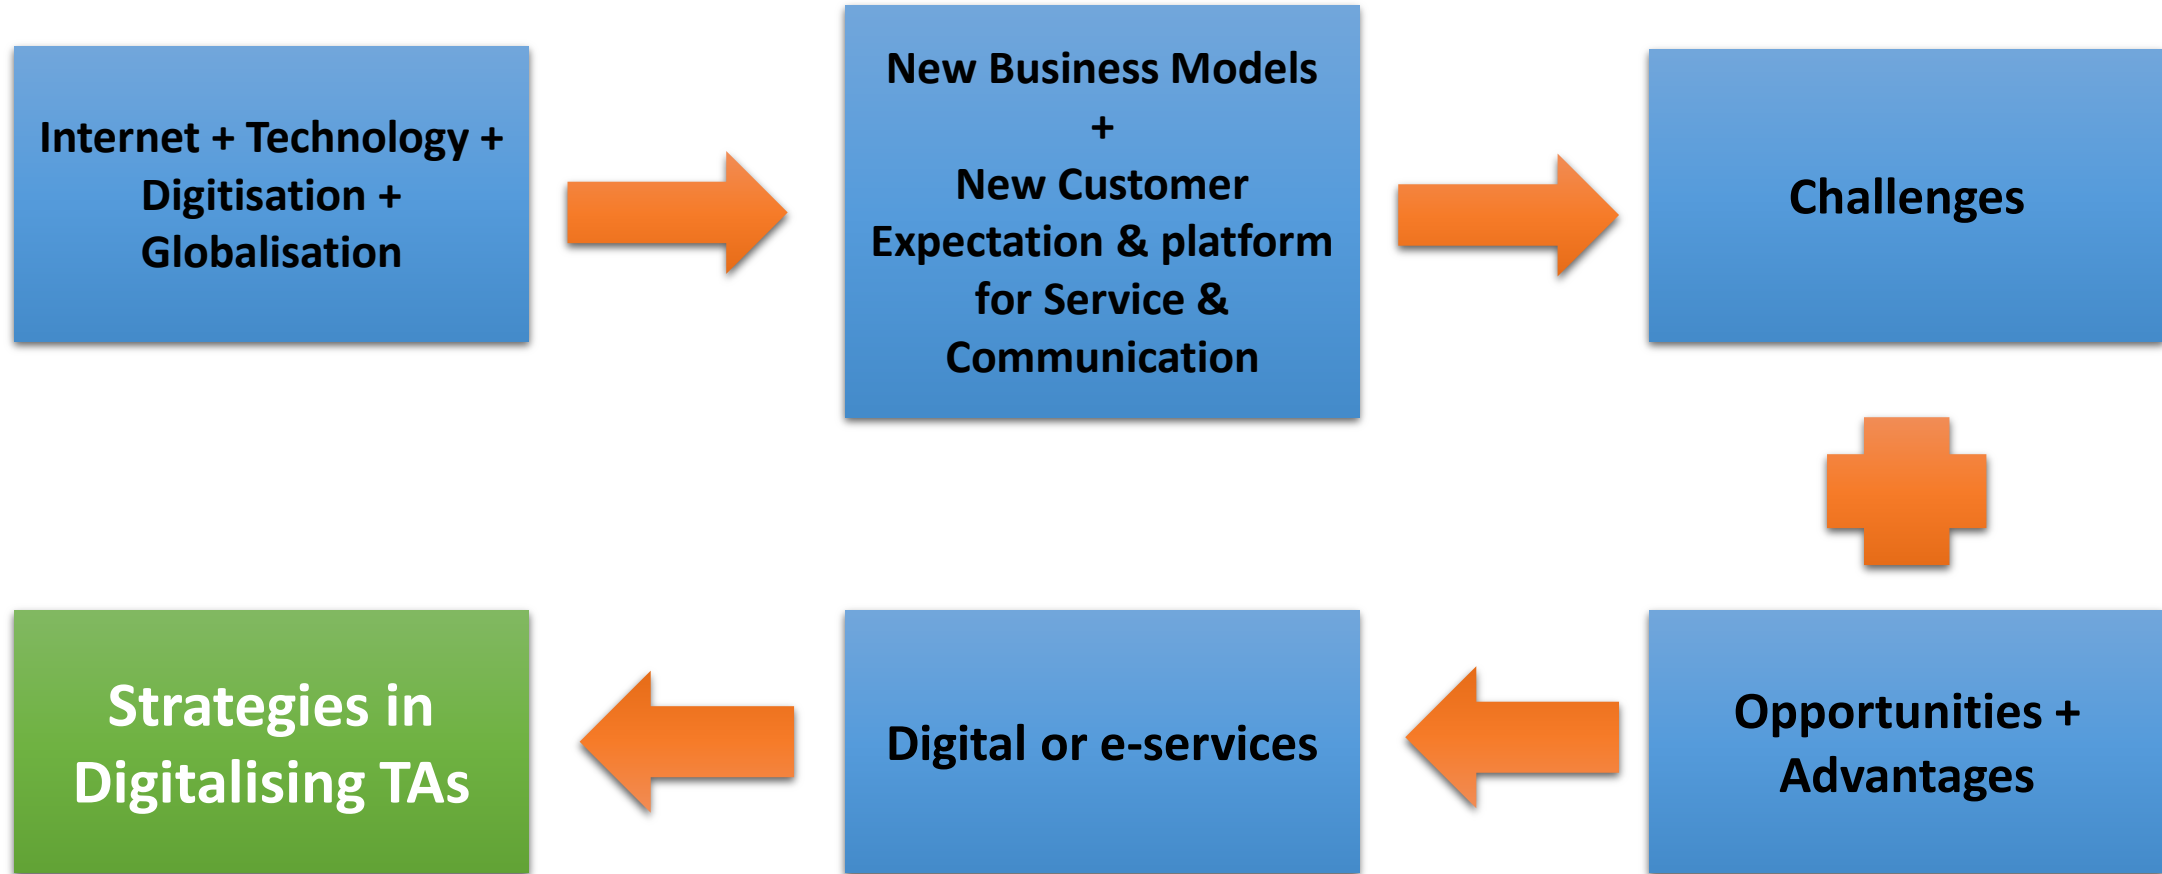 Internet + Technology +
Digitisation +
Globalisation
New Business Models
+
New Customer
Expectation & platform
for Service &
Communication
Challenges
Opportunities +
Advantages
Digital or e-services
Strategies in
Digitalising TAs